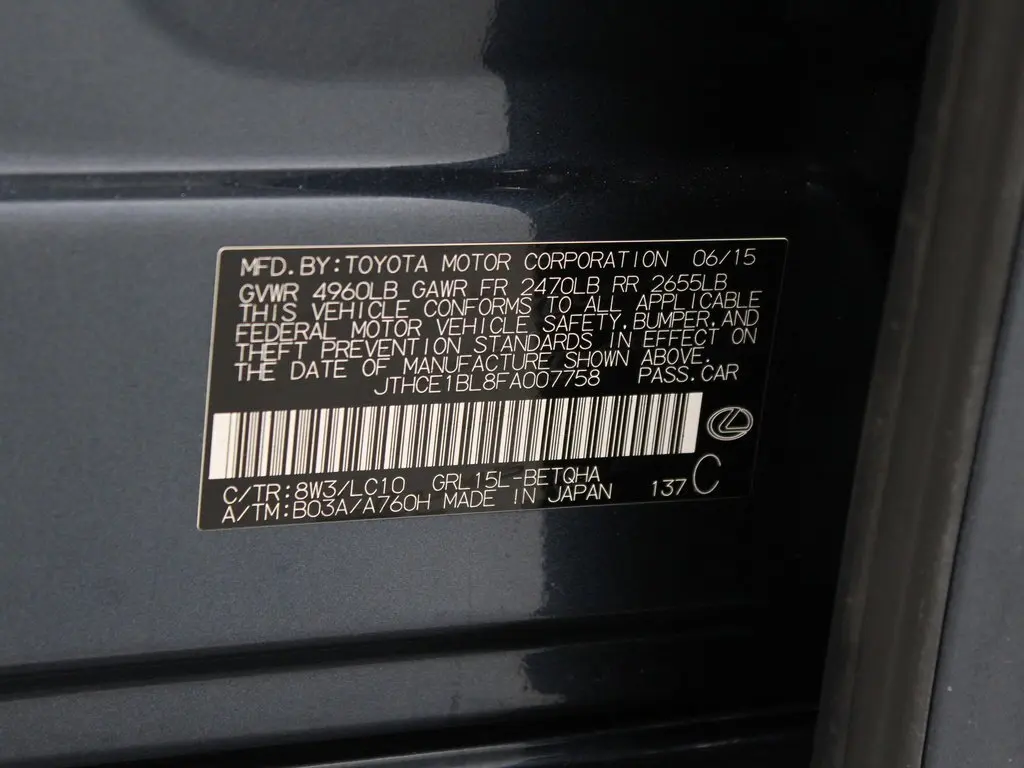 MFD.BY:TOYOTA MOTOR CORPORATION 06/15
GVWR 4960LB GAWR FR 2470LB RR 2655LB
THIS VEHICLE CONFORMS TO ALL APPLICABLE
FEDERAL MOTOR VEHICLE SAFETY,BUMPER,AND
THEFT PREVENTION STANDARDS IN EFFECT ON
THE DATE OF MANUFACTURE SHOWN ABOVE.
JTHCE1BL8FA007758 PASS.CAR
C/TR:8W3/LC10 GRL15L-BETQHA
A/TM:B03A/A760H MADE IN JAPAN 137 C